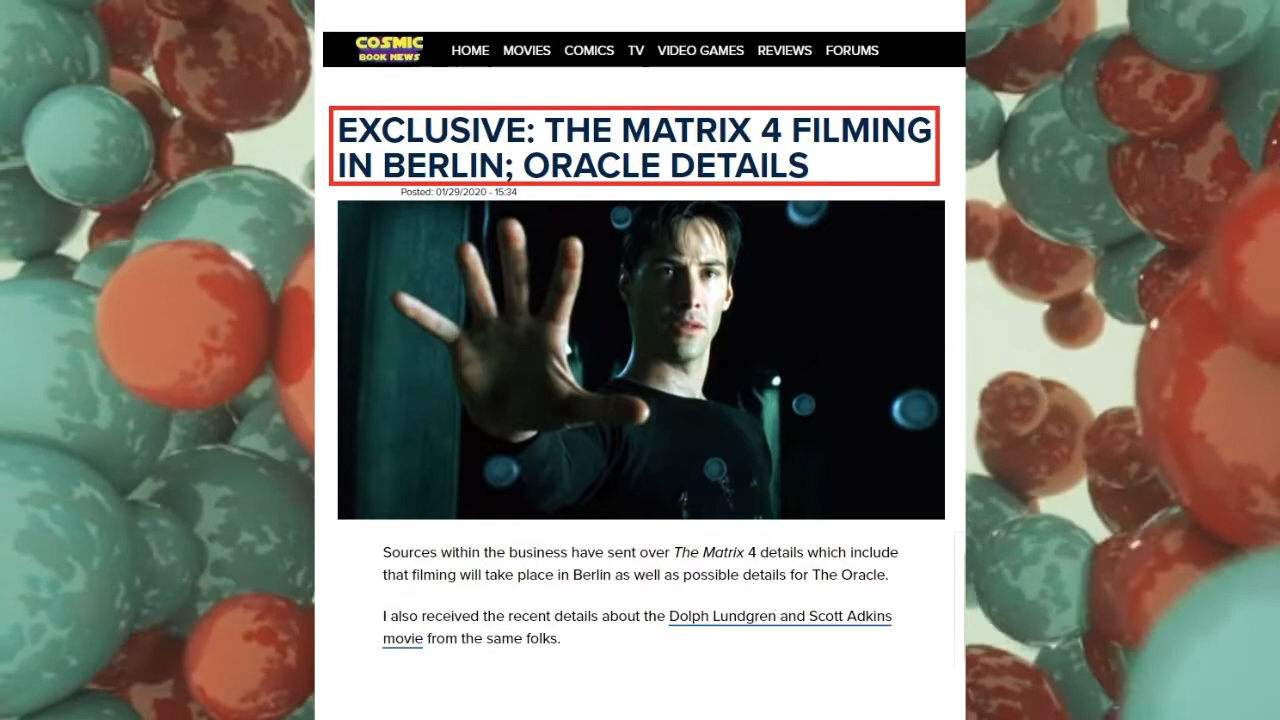 COSMIC
BOOK NEWS
HOME MOVIES COMICS TV VIDEO GAMES REVIEWS FORUMS
EXCLUSIVE: THE MATRIX 4 FILMING
IN BERLIN; ORACLE DETAILS
Posted: 01/29/2020 - 15:34
Sources within the business have sent over The Matrix 4 details which include
that filming will take place in Berlin as well as possible details for The Oracle.
I also received the recent details about the Dolph Lundgren and Scott Adkins
movie from the same folks.